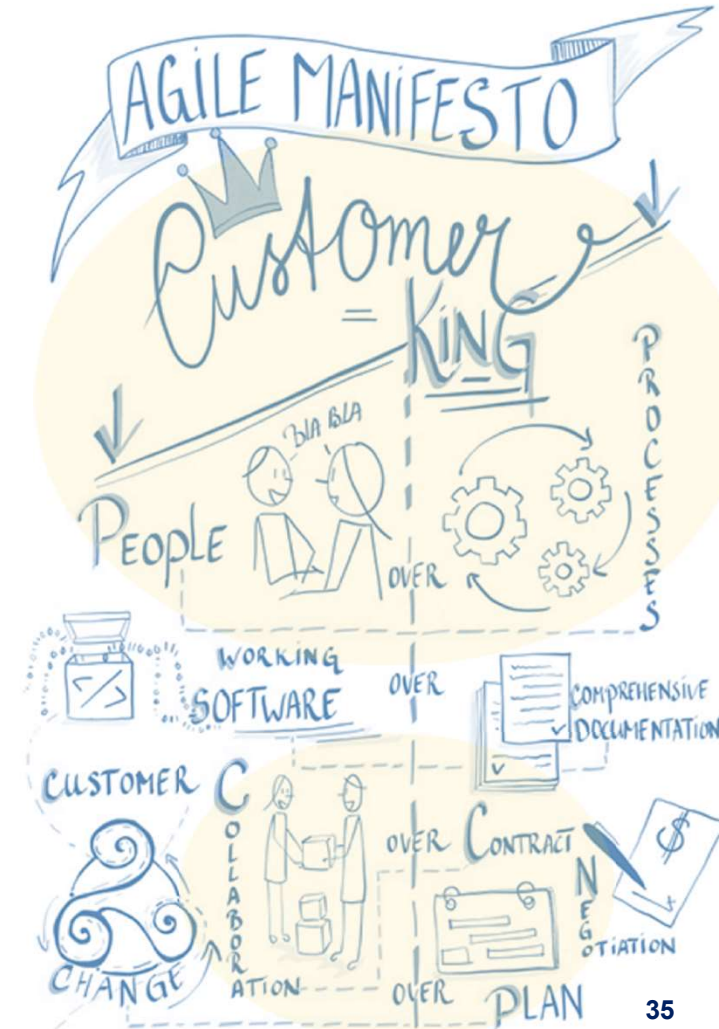 AGILE MANIFESTO
Customer
=
KING
BLA BLA
PEOPLE OVER PROCESSES
WORKING SOFTWARE OVER COMPREHENSIVE DOCUMENTATION
</>
CUSTOMER COLLABORATION OVER CONTRACT NEGOTIATION
$
CHANGE OVER PLAN
35